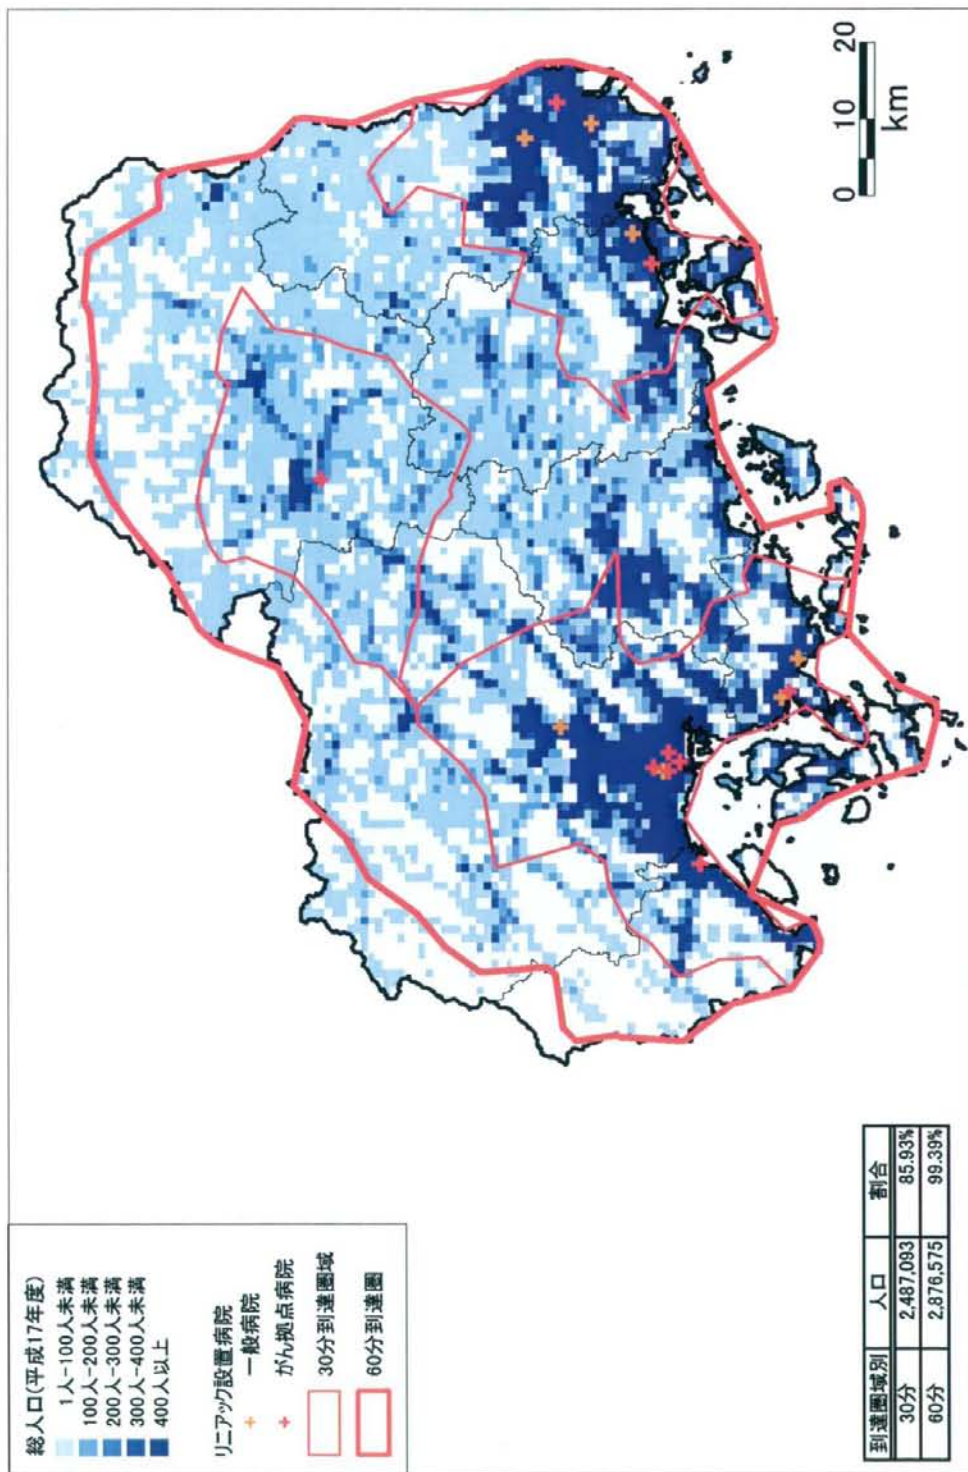 総人口(平成17年度)
1人-100人未満
100人-200人未満
200人-300人未満
300人-400人未満
400人以上
リニアック設置病院
一般病院
がん拠点病院
30分到達圏域
60分到達圏
到達圏域別 人口 割合
30分 2,487,093 85.93%
60分 2,876,575 99.39%
0 10 20
km